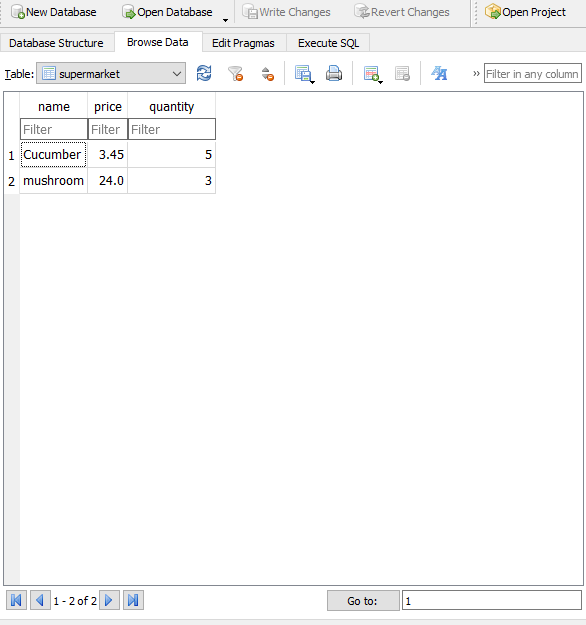 New Database Open Database Write Changes Revert Changes Open Project
Database Structure Browse Data Edit Pragmas Execute SQL
Table: supermarket » Filter in any column
name price quantity
Filter Filter Filter
1 Cucumber 3.45 5
2 mushroom 24.0 3
1 - 2 of 2 Go to: 1